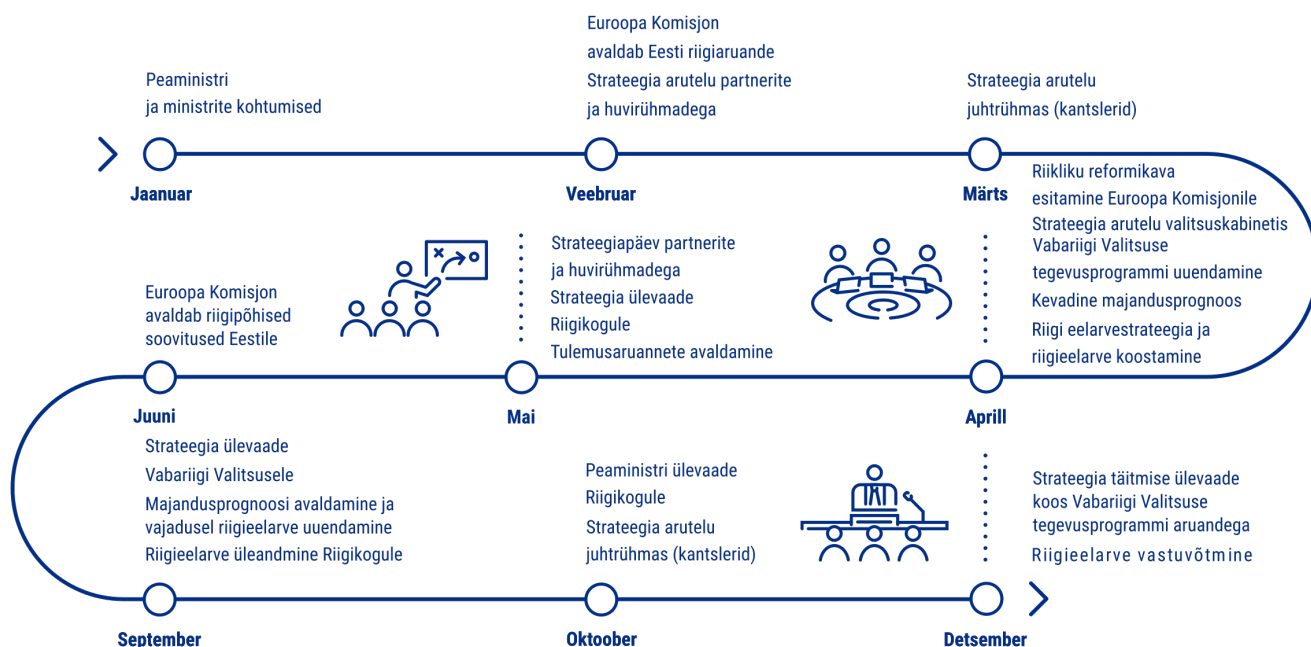 Peaministri
ja ministrite kohtumised
Jaanuar
Euroopa Komisjon
avaldab Eesti riigiaruande
Strateegia arutelu partnerite
ja huvirühmadega
Veebruar
Strateegia arutelu
juhtrühmas (kantslerid)
Märts
Riikliku reformikava
esitamine Euroopa Komisjonile
Strateegia arutelu valitsuskabinetis
Vabariigi Valitsuse
tegevusprogrammi uuendamine
Kevadine majandusprognoos
Riigi eelarvestrateegia ja
riigieelarve koostamine
Aprill
Strateegiapäev partnerite
ja huvirühmadega
Strateegia ülevaade
Riigikogule
Tulemusaruannete avaldamine
Mai
Euroopa Komisjon
avaldab riigipõhised
soovitused Eestile
Juuni
Strateegia ülevaade
Vabariigi Valitsusele
Majandusprognoosi avaldamine ja
vajadusel riigieelarve uuendamine
Riigieelarve üleandmine Riigikogule
September
Peaministri ülevaade
Riigikogule
Strateegia arutelu
juhtrühmas (kantslerid)
Oktoober
Strateegia täitmise ülevaade
koos Vabariigi Valitsuse
tegevusprogrammi aruandega
Riigieelarve vastuvõtmine
Detsember